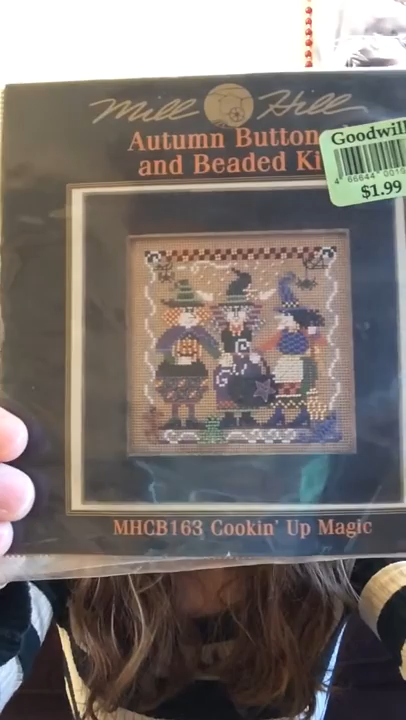 Mill Hill
Autumn Button
and Beaded Ki
Goodwill
$1.99
MHCB163 Cookin' Up Magic